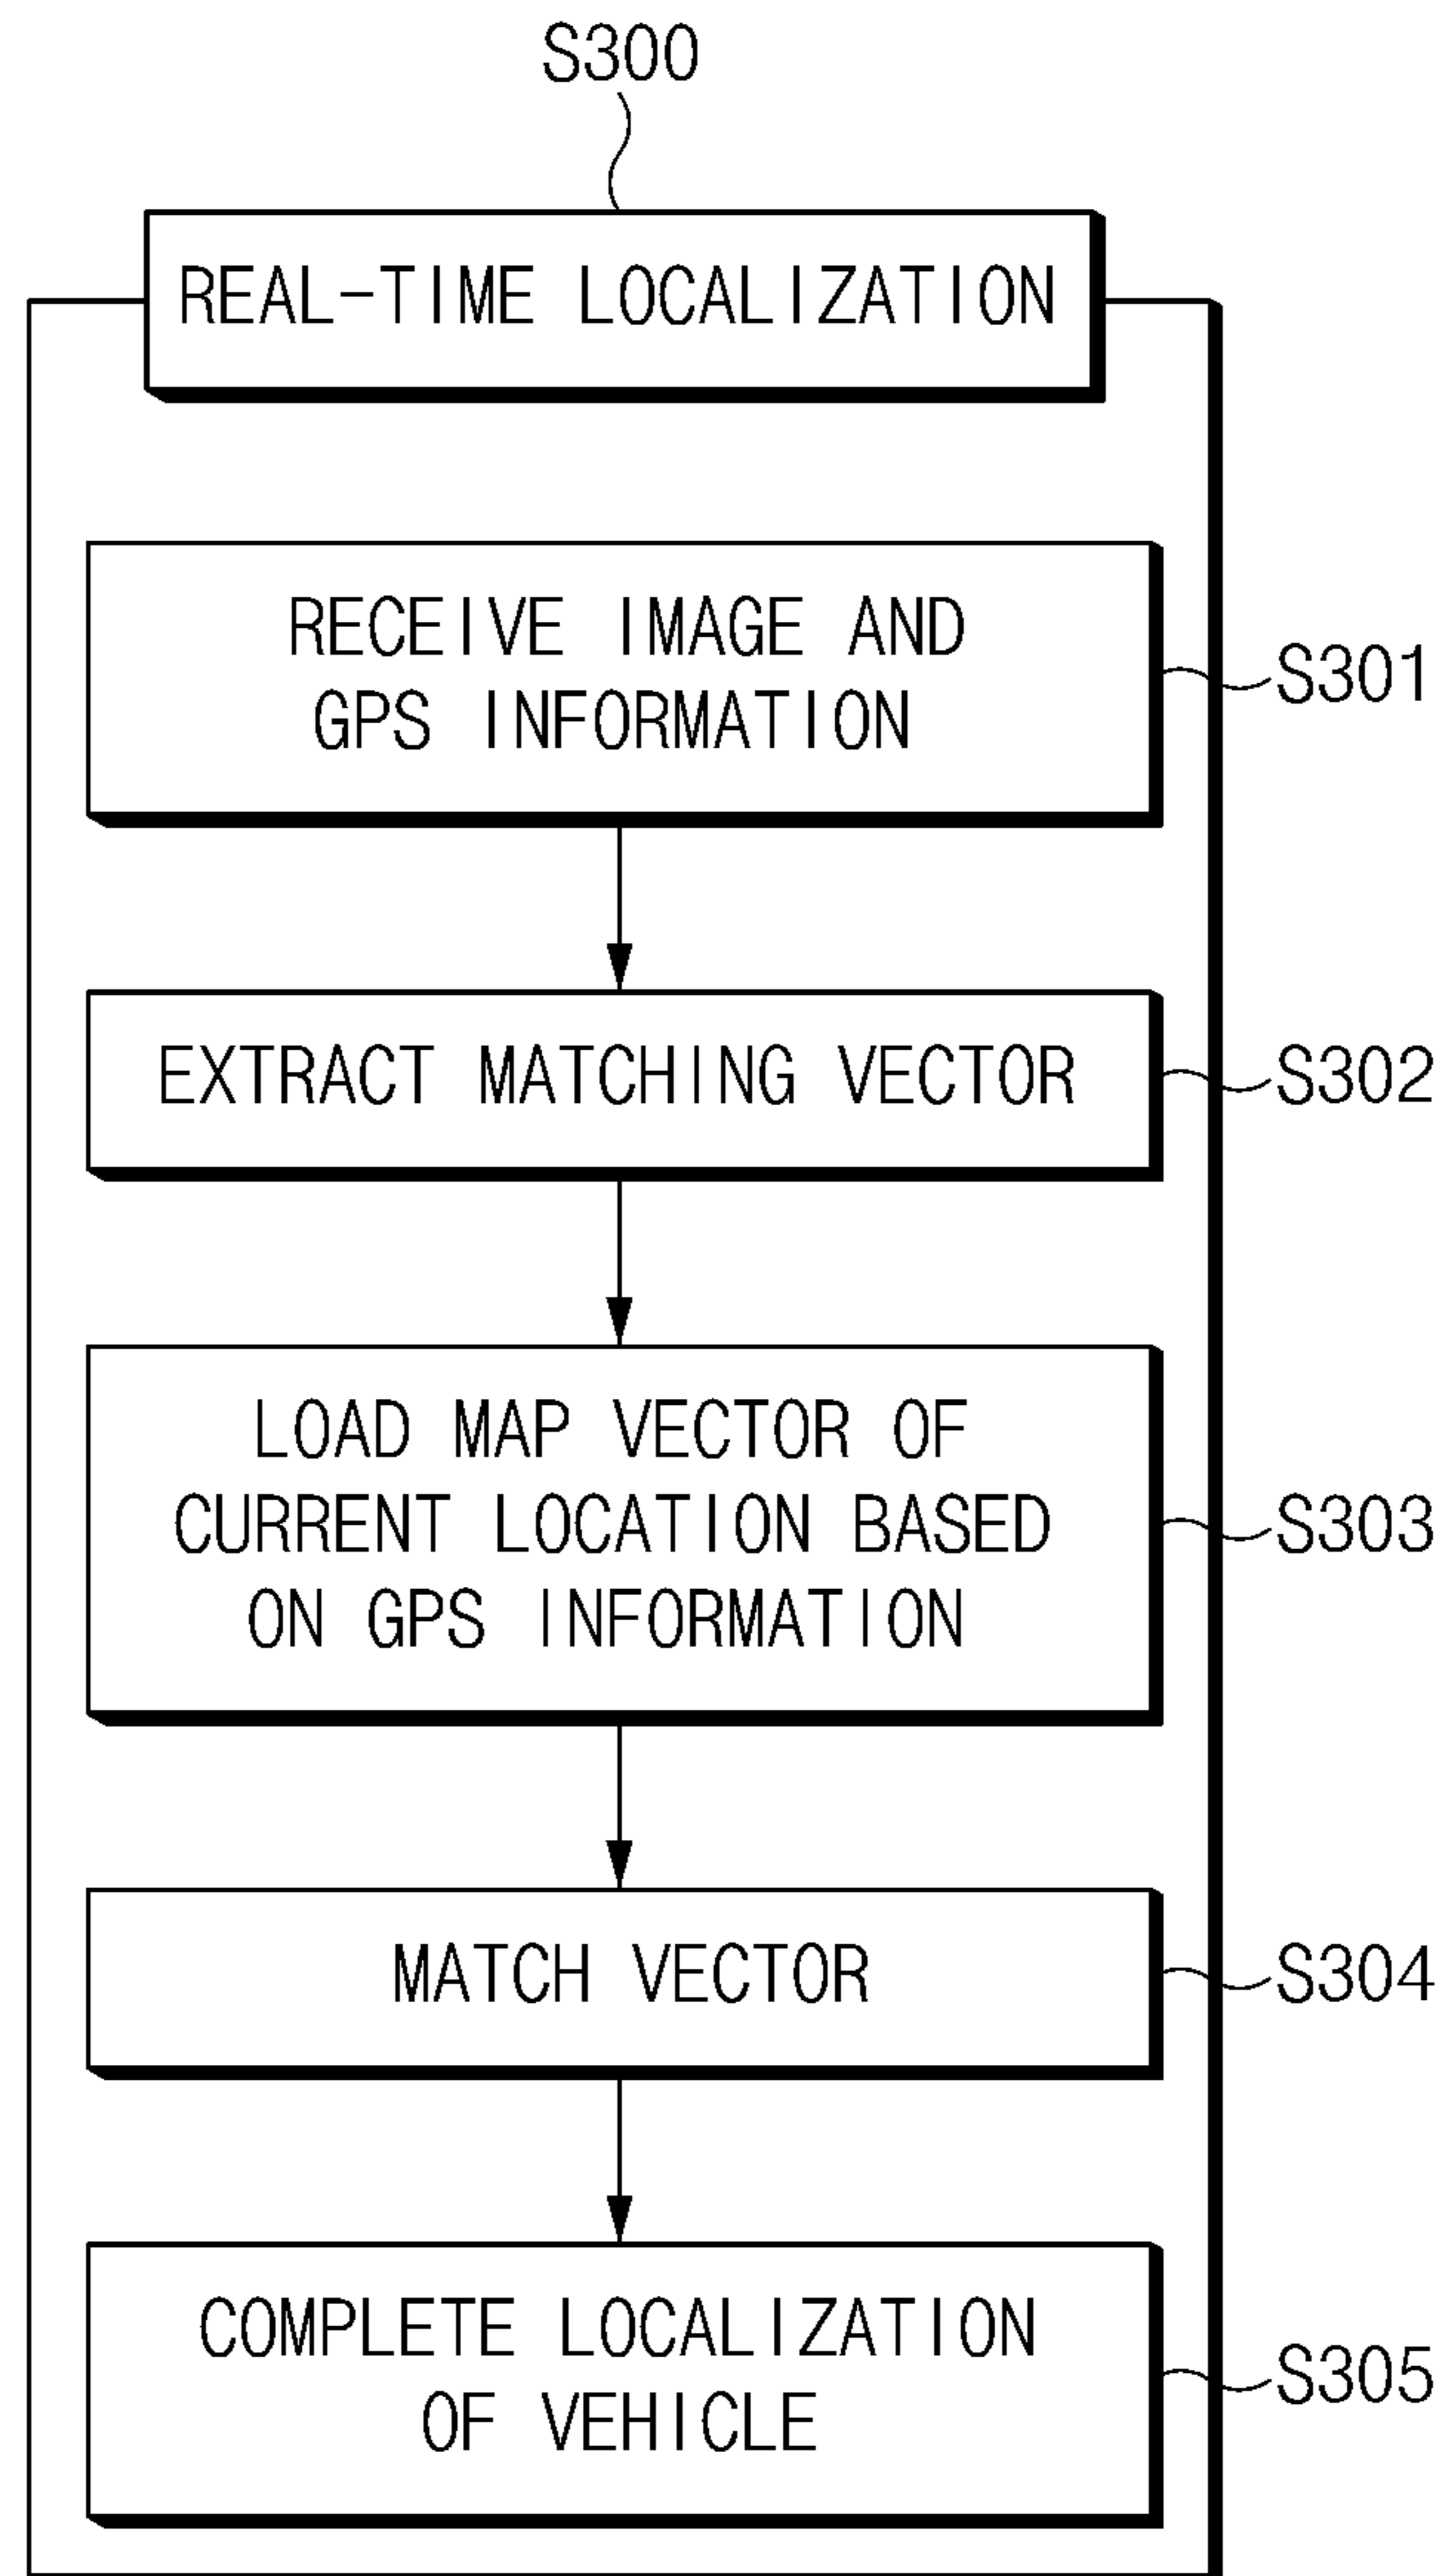 S300
REAL-TIME LOCALIZATION
RECEIVE IMAGE AND
GPS INFORMATION
S301
EXTRACT MATCHING VECTOR
S302
LOAD MAP VECTOR OF
CURRENT LOCATION BASED
ON GPS INFORMATION
S303
MATCH VECTOR
S304
COMPLETE LOCALIZATION
OF VEHICLE
S305